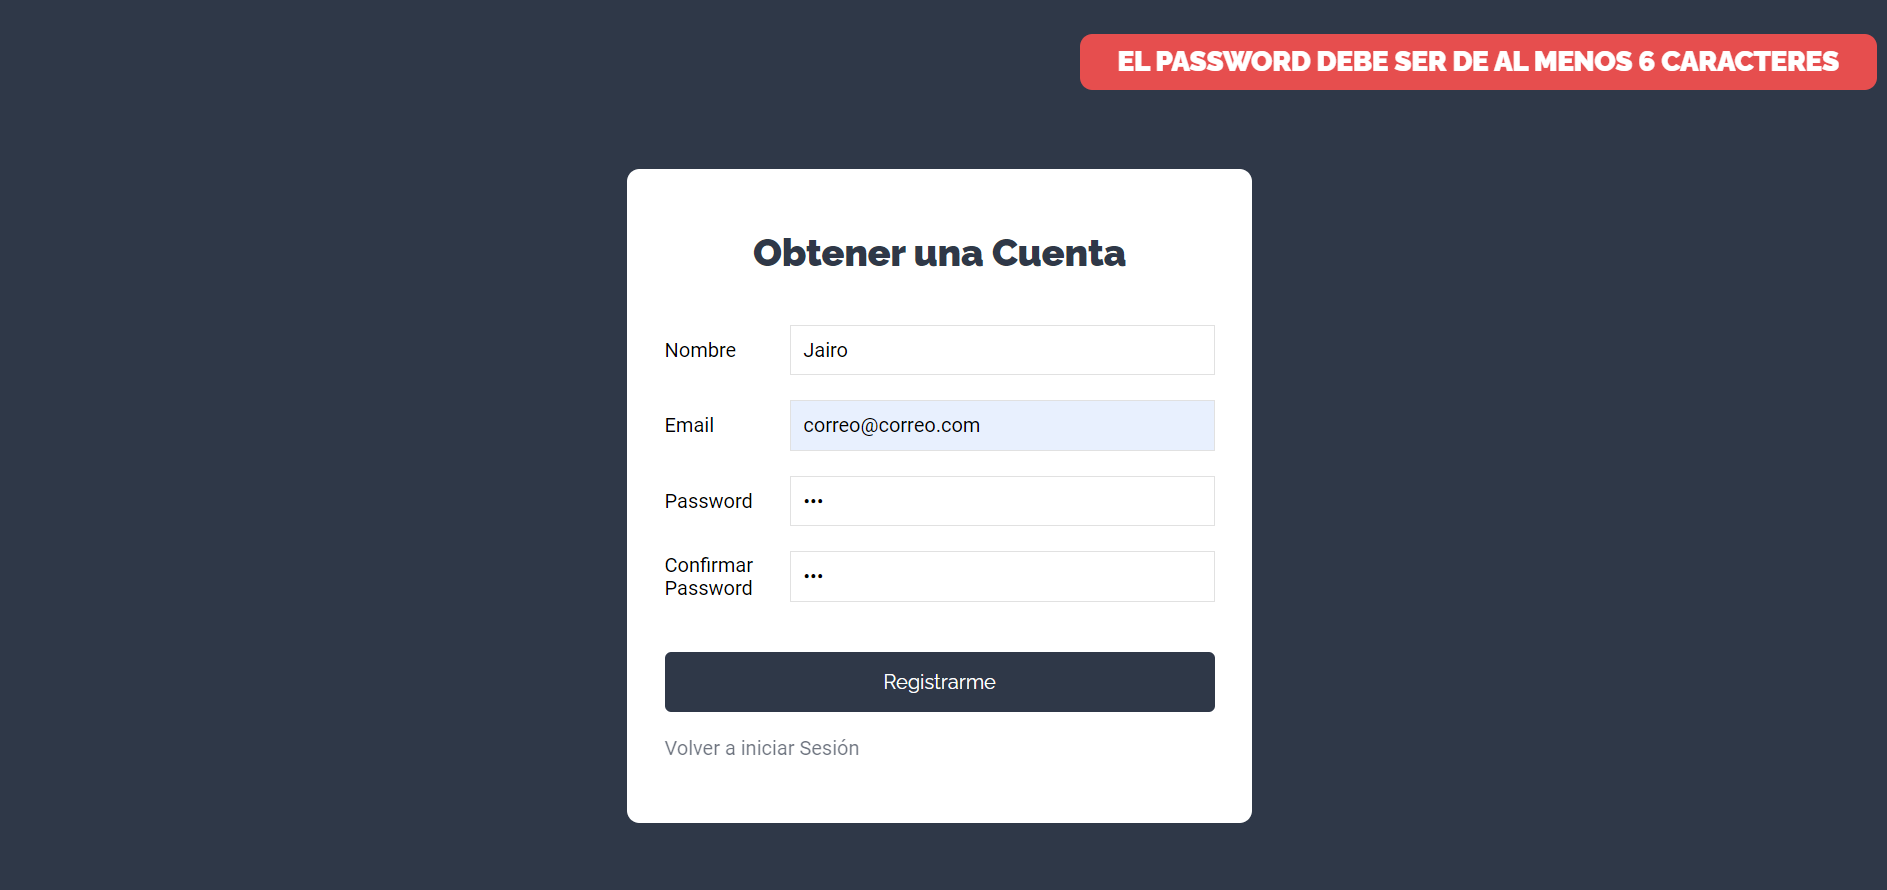 EL PASSWORD DEBE SER DE AL MENOS 6 CARACTERES
Obtener una Cuenta
Nombre
Jairo
Email
correo@correo.com
Password
•••
Confirmar
Password
•••
Registrarme
Volver a iniciar Sesión